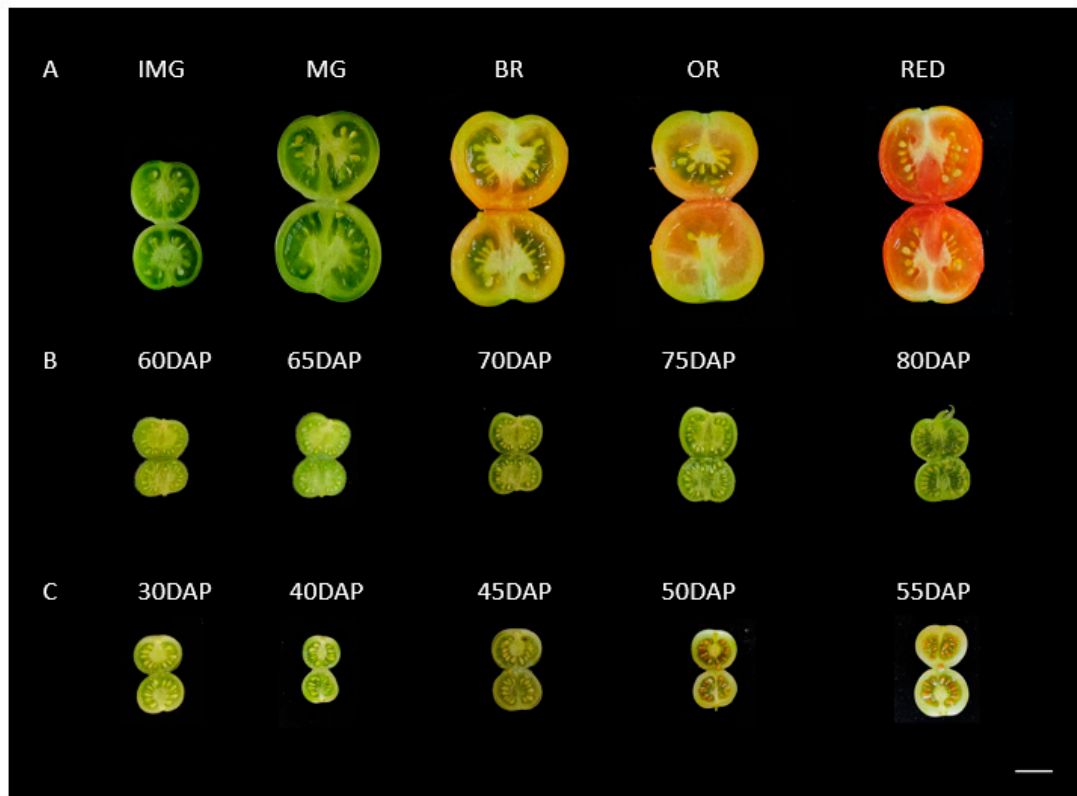 A IMG MG BR OR RED
B 60DAP 65DAP 70DAP 75DAP 80DAP
C 30DAP 40DAP 45DAP 50DAP 55DAP